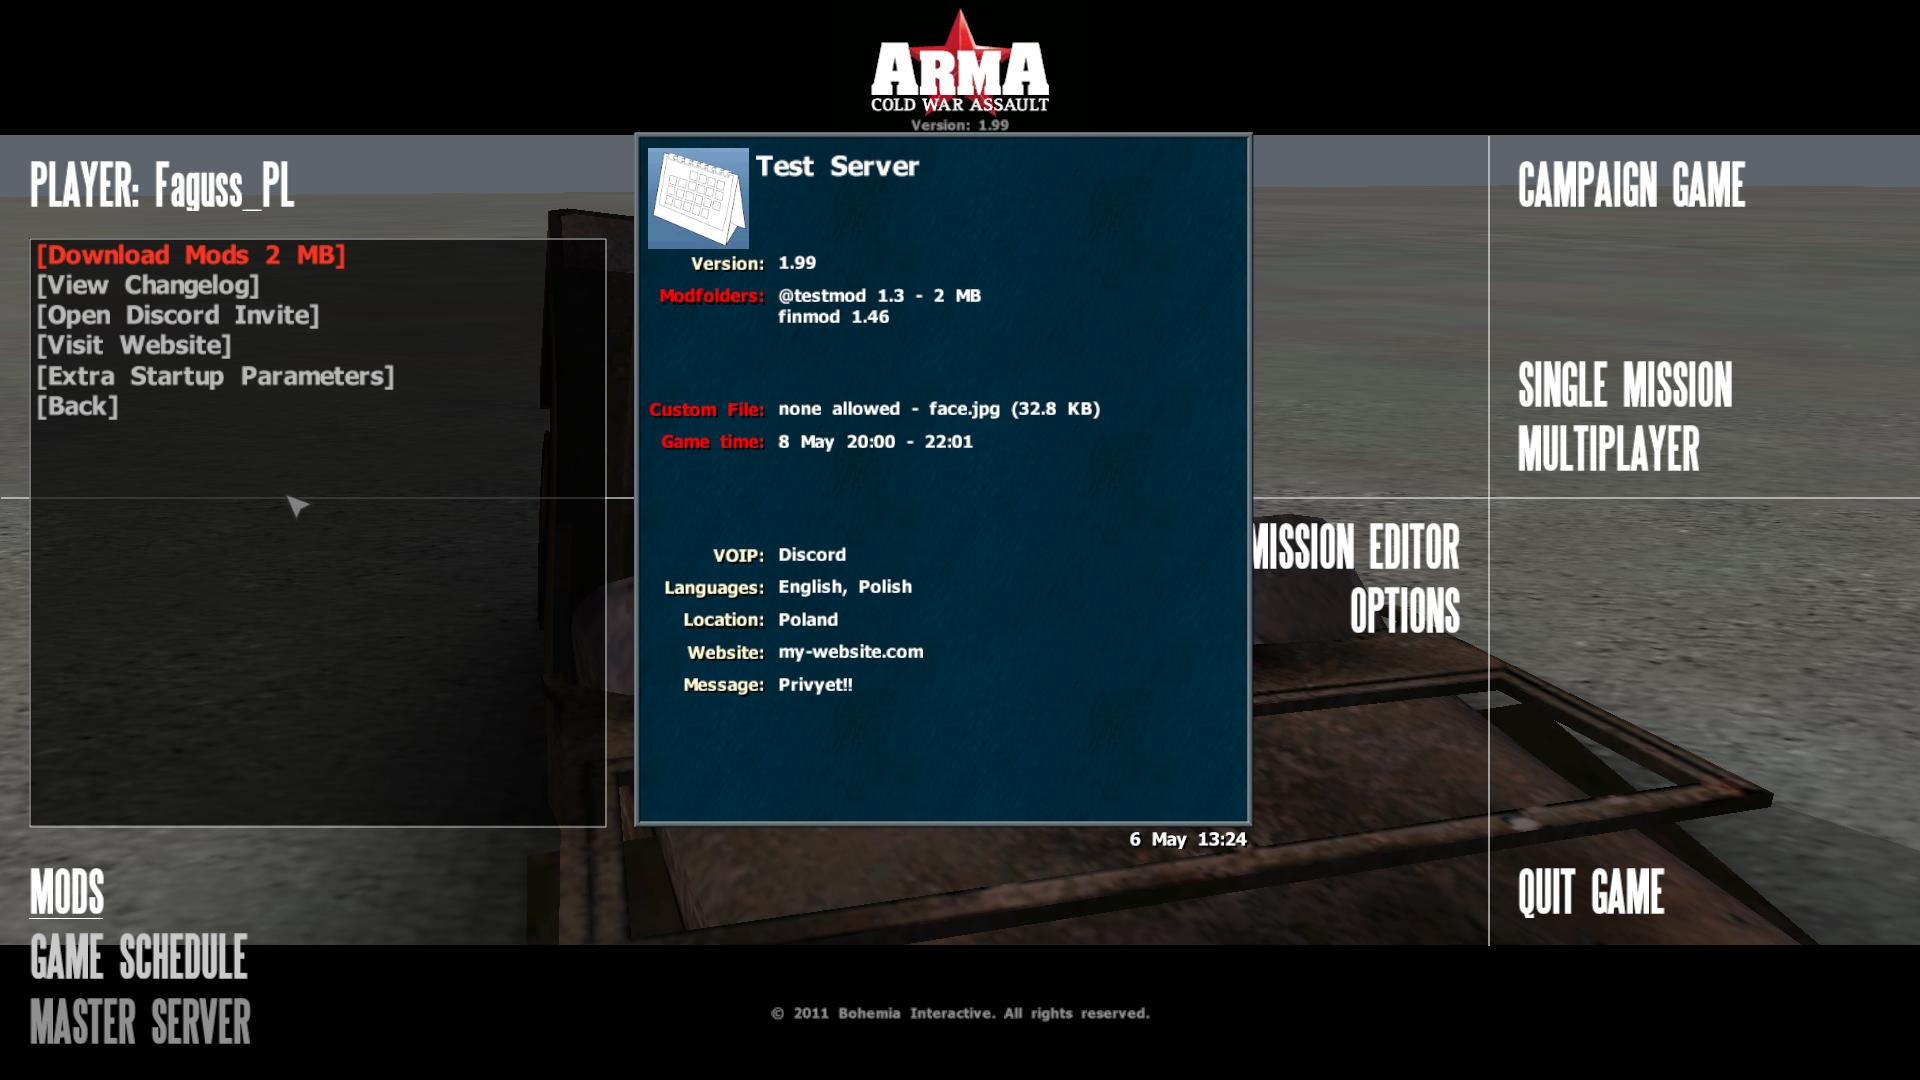 ARMA
COLD WAR ASSAULT
Version: 1.99
PLAYER: Faguss_PL
[Download Mods 2 MB]
[View Changelog]
[Open Discord Invite]
[Visit Website]
[Extra Startup Parameters]
[Back]
Test Server
Version: 1.99
Modfolders: @testmod 1.3 - 2 MB
finmod 1.46
Custom File: none allowed - face.jpg (32.8 KB)
Game time: 8 May 20:00 - 22:01
VOIP: Discord
Languages: English, Polish
Location: Poland
Website: my-website.com
Message: Privyet!!
6 May 13:24
CAMPAIGN GAME
SINGLE MISSION
MULTIPLAYER
MISSION EDITOR
OPTIONS
QUIT GAME
MODS
GAME SCHEDULE
MASTER SERVER
© 2011 Bohemia Interactive. All rights reserved.